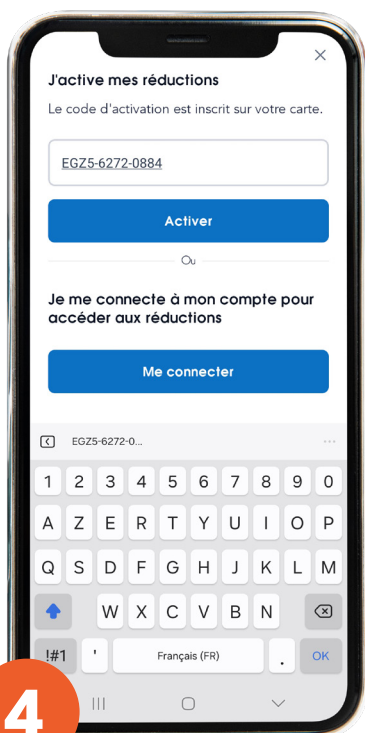 J'active mes réductions
Le code d'activation est inscrit sur votre carte.
EGZ5-6272-0884
Activer
Ou
Je me connecte à mon compte pour
accéder aux réductions
Me connecter
EGZ5-6272-0...
1 2 3 4 5 6 7 8 9 0
A Z E R T Y U I O P
Q S D F G H J K L M
W X C V B N
!#1 ' Français (FR) . OK
4